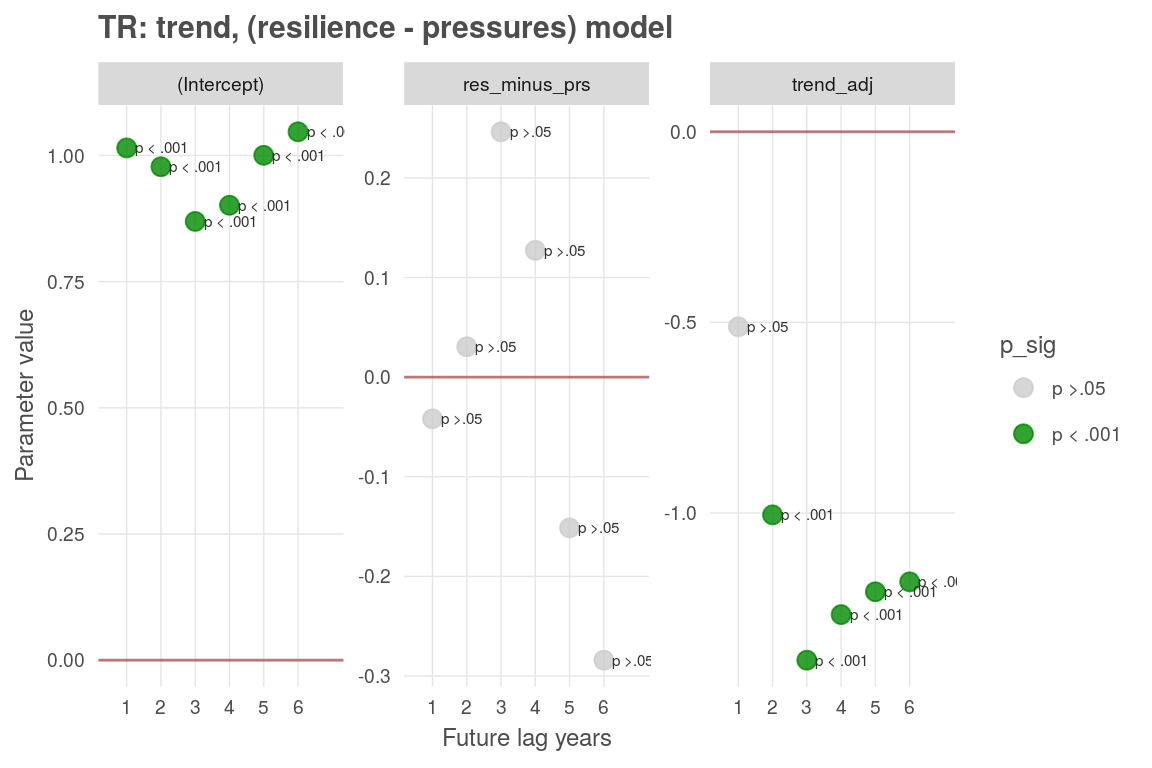 TR: trend, (resilience - pressures) model
(Intercept)
res_minus_prs
trend_adj
Parameter value
1.00
0.75
0.50
0.25
0.00
p < .001
p < .001
p < .001
p < .001
p < .001
p < .0
1 2 3 4 5 6
0.2
0.1
0.0
-0.1
-0.2
-0.3
p >.05
p >.05
p >.05
p >.05
p >.05
p >.05
1 2 3 4 5 6
0.0
-0.5
-1.0
p >.05
p < .001
p < .001
p < .001
p < .001
p < .00
1 2 3 4 5 6
Future lag years
p_sig
p >.05
p < .001